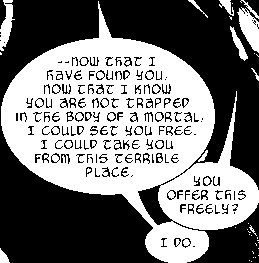 --NOW THAT I
HAVE FOUND YOU,
NOW THAT I KNOW
YOU ARE NOT TRAPPED
IN THE BODY OF A MORTAL,
I COULD SET YOU FREE.
I COULD TAKE YOU
FROM THIS TERRIBLE
PLACE.
YOU
OFFER THIS
FREELY?
I DO.